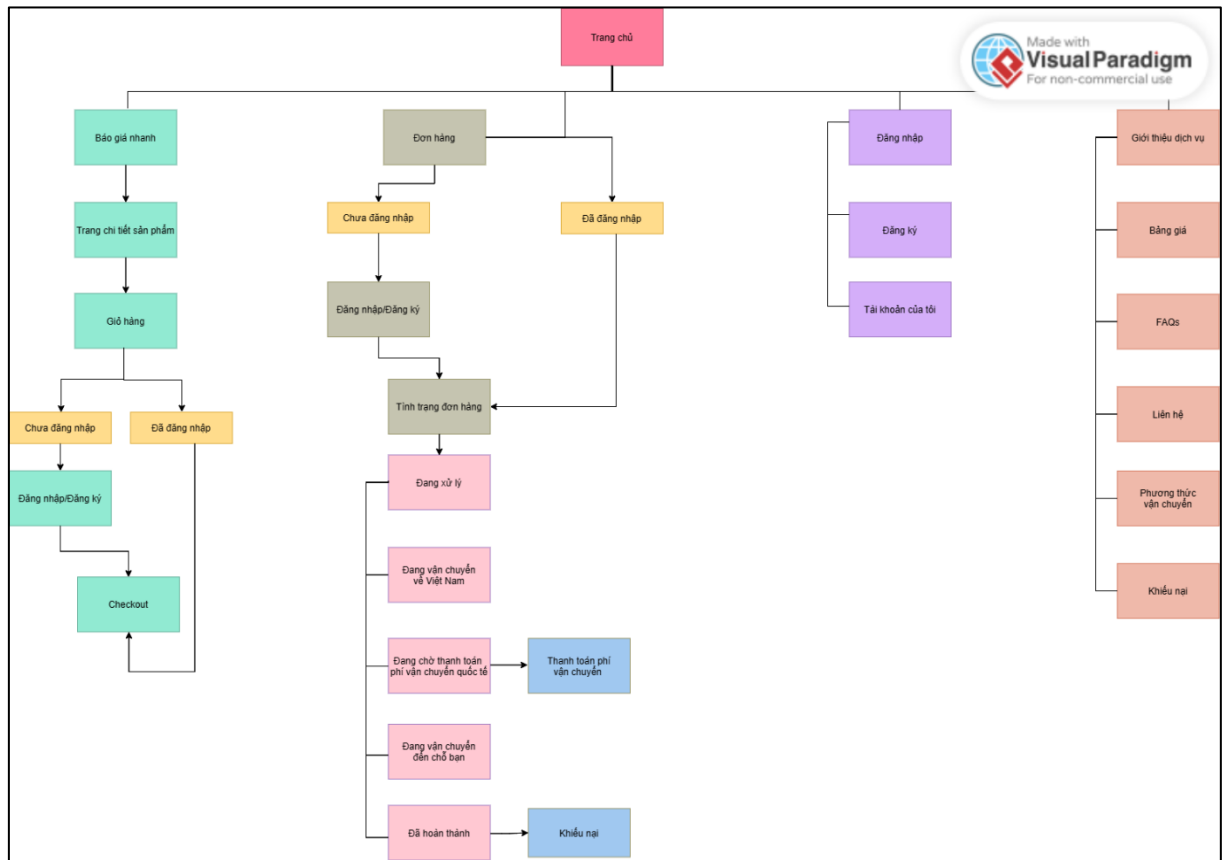 Trang chủ
Made with
Visual Paradigm
For non-commercial use
Báo giá nhanh
Đơn hàng
Đăng nhập
Giới thiệu dịch vụ
Trang chi tiết sản phẩm
Chưa đăng nhập
Đã đăng nhập
Đăng ký
Bảng giá
Giỏ hàng
Đăng nhập/Đăng ký
Tài khoản của tôi
FAQs
Chưa đăng nhập
Đã đăng nhập
Tình trạng đơn hàng
Liên hệ
Đăng nhập/Đăng ký
Đang xử lý
Phương thức
vận chuyển
Checkout
Đang vận chuyển
về Việt Nam
Khiếu nại
Đang chờ thanh toán
phí vận chuyển quốc tế
Thanh toán phí
vận chuyển
Đang vận chuyển
đến chỗ bạn
Đã hoàn thành
Khiếu nại